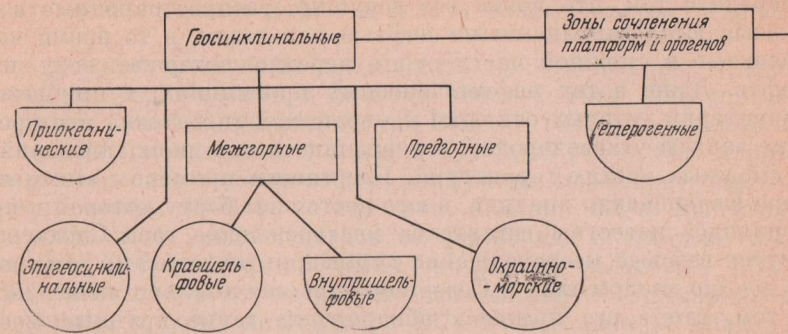 Геосинклинальные
Зоны сочленения
платформ и орогенов
Приокеани-
ческие
Межгорные
Предгорные
Гетерогенные
Эпигеосинкли-
нальные
Краешель-
фовые
Внутришель-
фовые
Окраинно-
-морские